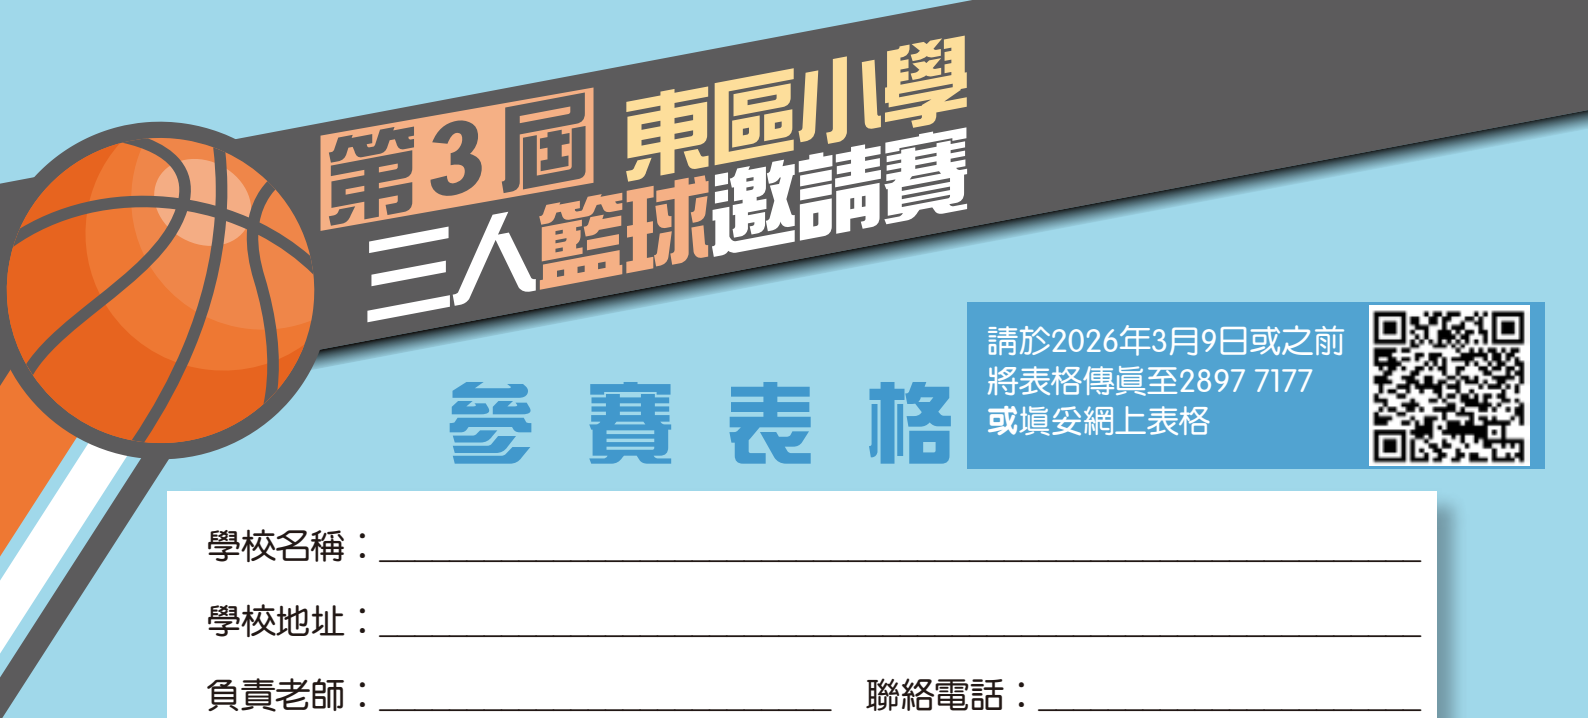 第3屆 東區小學
三人籃球邀請賽
參賽表格
請於2026年3月9日或之前
將表格傳真至2897 7177
或填妥網上表格
學校名稱：
學校地址：
負責老師： 聯絡電話：